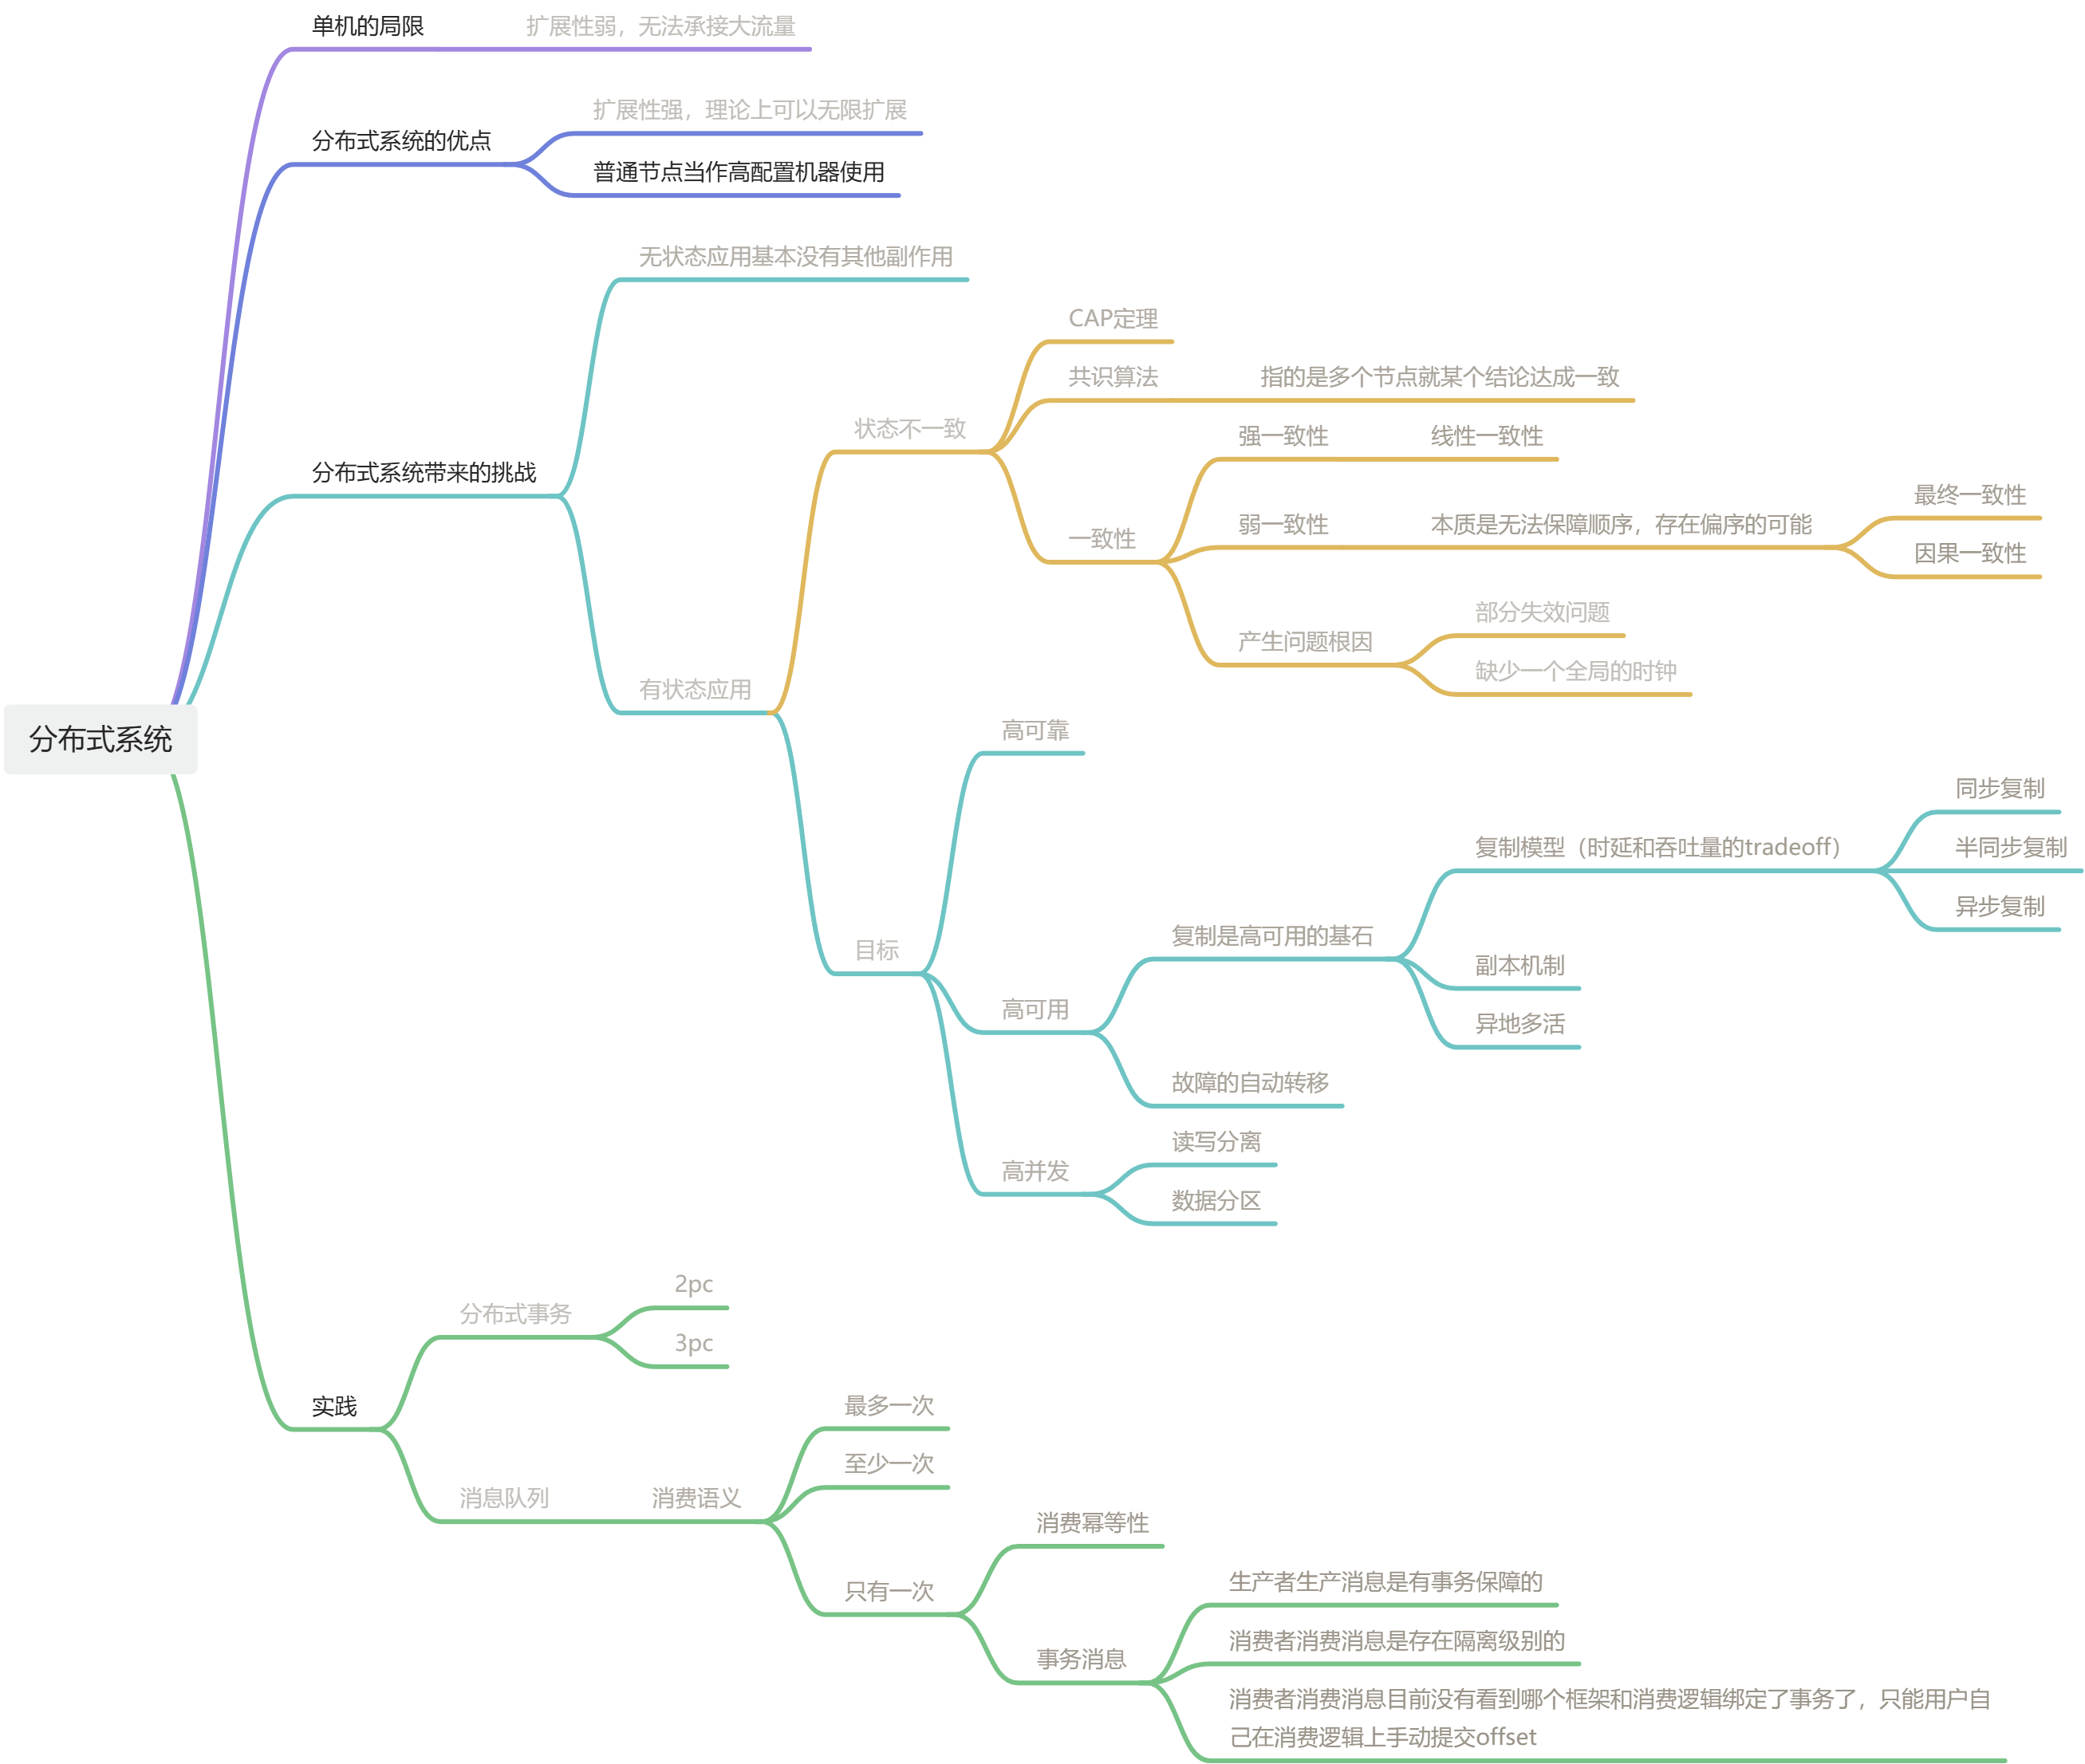 单机的局限
扩展性弱，无法承接大流量
分布式系统的优点
扩展性强，理论上可以无限扩展
普通节点当作高配置机器使用
分布式系统带来的挑战
无状态应用基本没有其他副作用
有状态应用
状态不一致
CAP定理
共识算法
指的是多个节点就某个结论达成一致
一致性
强一致性
线性一致性
弱一致性
本质是无法保障顺序，存在偏序的可能
最终一致性
因果一致性
产生问题根因
部分失效问题
缺少一个全局的时钟
分布式系统
目标
高可靠
高可用
复制是高可用的基石
复制模型（时延和吞吐量的tradeoff）
同步复制
半同步复制
异步复制
副本机制
异地多活
故障的自动转移
高并发
读写分离
数据分区
实践
分布式事务
2pc
3pc
消息队列
消费语义
最多一次
至少一次
只有一次
消费幂等性
事务消息
生产者生产消息是有事务保障的
消费者消费消息是存在隔离级别的
消费者消费消息目前没有看到哪个框架和消费逻辑绑定了事务了，只能用户自
己在消费逻辑上手动提交offset